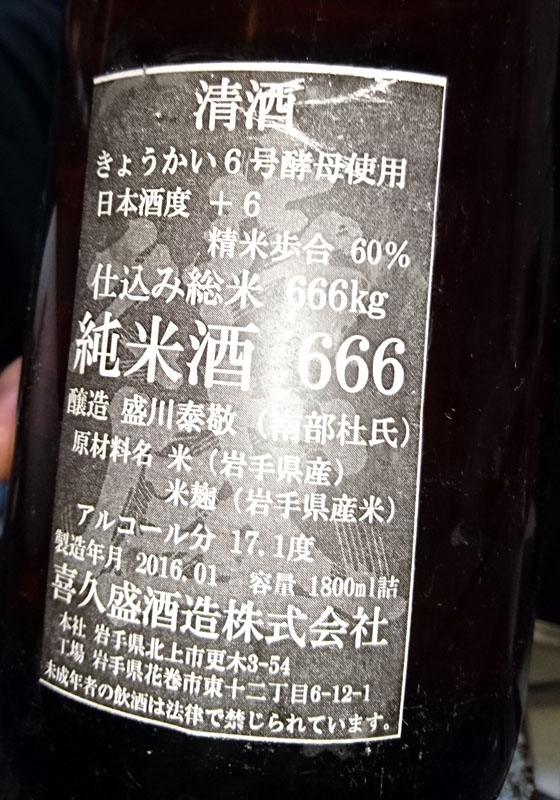 清酒
きょうかい6号酵母使用
日本酒度 +6
精米歩合 60%
仕込み総米 666kg
純米酒 666
醸造 盛川泰敬(南部杜氏)
原材料名 米(岩手県産)
米麹(岩手県産米)
アルコール分 17.1度
製造年月 2016.01 容量 1800ml詰
喜久盛酒造株式会社
本社 岩手県北上市更木3-54
工場 岩手県花巻市東十二丁目6-12-1
未成年者の飲酒は法律で禁じられています。